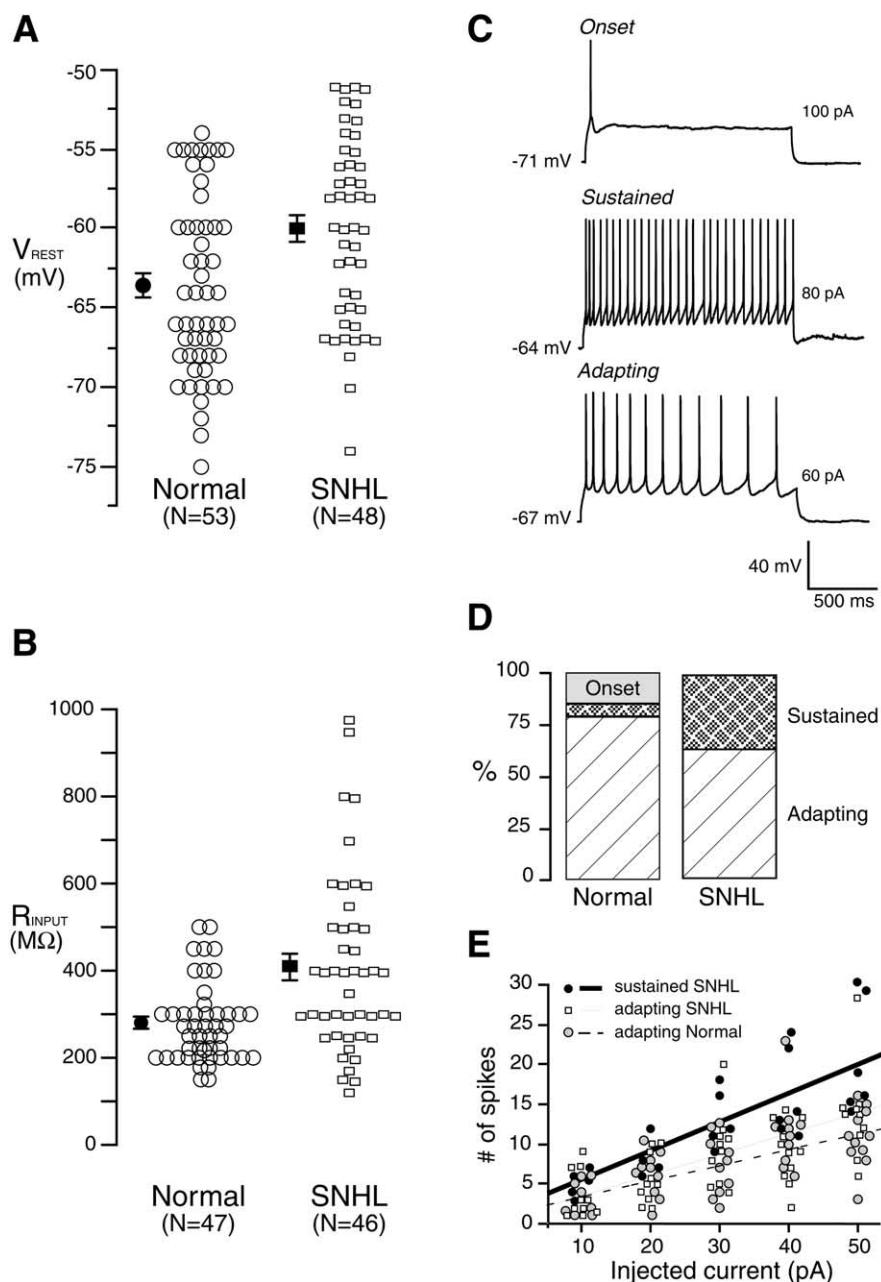 A
-50
-55
-60
-65
-70
-75
VREST
(mV)
Normal
(N=53)
SNHL
(N=48)
B
1000
800
600
400
200
0
RINPUT
(MΩ)
Normal
(N=47)
SNHL
(N=46)
C
Onset
100 pA
-71 mV
Sustained
80 pA
-64 mV
Adapting
60 pA
-67 mV
40 mV
500 ms
D
100
75
50
25
0
%
Onset
Sustained
Adapting
Normal
SNHL
E
30
25
20
15
10
5
0
# of spikes
sustained SNHL
adapting SNHL
adapting Normal
10
20
30
40
50
Injected current (pA)